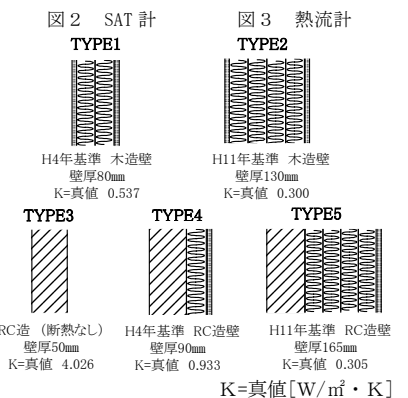 図2 SAT計 図3 熱流計
TYPE1 TYPE2
H4年基準 木造壁 H11年基準 木造壁
壁厚80㎜ 壁厚130㎜
K=真値 0.537 K=真値 0.300
TYPE3 TYPE4 TYPE5
RC造 (断熱なし) H4年基準 RC造壁 H11年基準 RC造壁
壁厚50㎜ 壁厚90㎜ 壁厚165㎜
K=真値 4.026 K=真値 0.933 K=真値 0.305
K=真値[W/㎡・K]